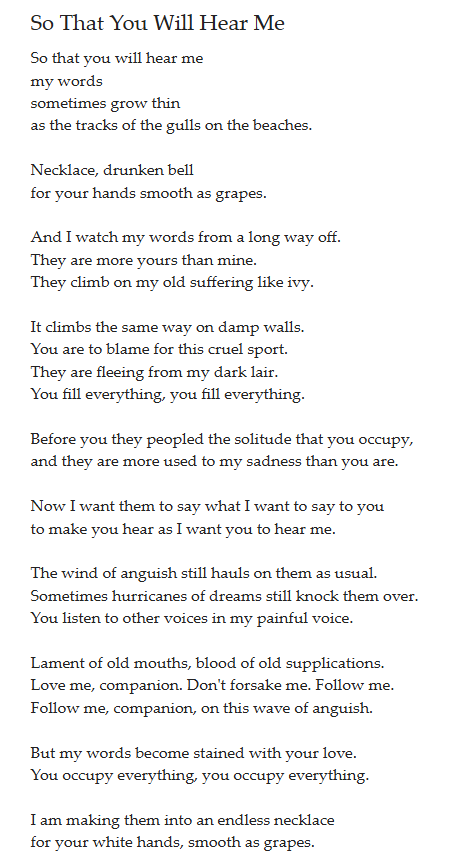 So That You Will Hear Me
So that you will hear me
my words
sometimes grow thin
as the tracks of the gulls on the beaches.
Necklace, drunken bell
for your hands smooth as grapes.
And I watch my words from a long way off.
They are more yours than mine.
They climb on my old suffering like ivy.
It climbs the same way on damp walls.
You are to blame for this cruel sport.
They are fleeing from my dark lair.
You fill everything, you fill everything.
Before you they peopled the solitude that you occupy,
and they are more used to my sadness than you are.
Now I want them to say what I want to say to you
to make you hear as I want you to hear me.
The wind of anguish still hauls on them as usual.
Sometimes hurricanes of dreams still knock them over.
You listen to other voices in my painful voice.
Lament of old mouths, blood of old supplications.
Love me, companion. Don't forsake me. Follow me.
Follow me, companion, on this wave of anguish.
But my words become stained with your love.
You occupy everything, you occupy everything.
I am making them into an endless necklace
for your white hands, smooth as grapes.